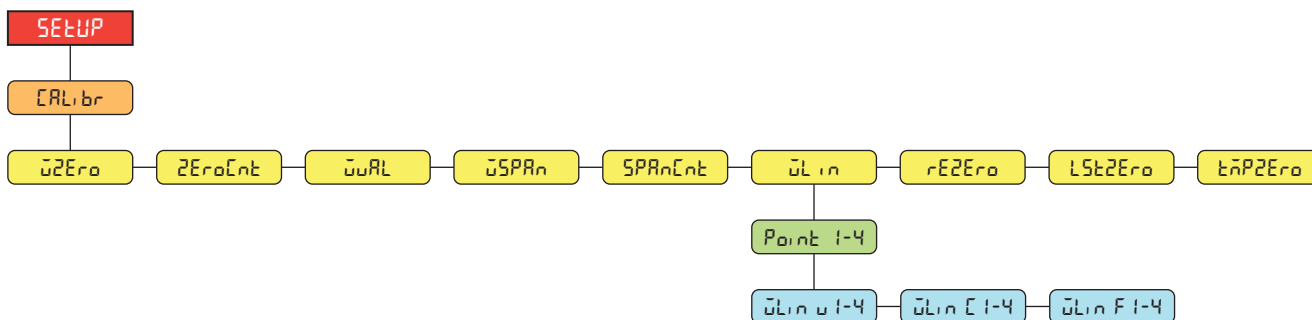 SEtUP
CALibr
wZEro
ZEroCnt
wvAL
wSPAn
SPAnCnt
wLin
rEZEro
LStZEro
tmPZEro
Point 1-4
wLin v1-4
wLin C1-4
wLin F1-4